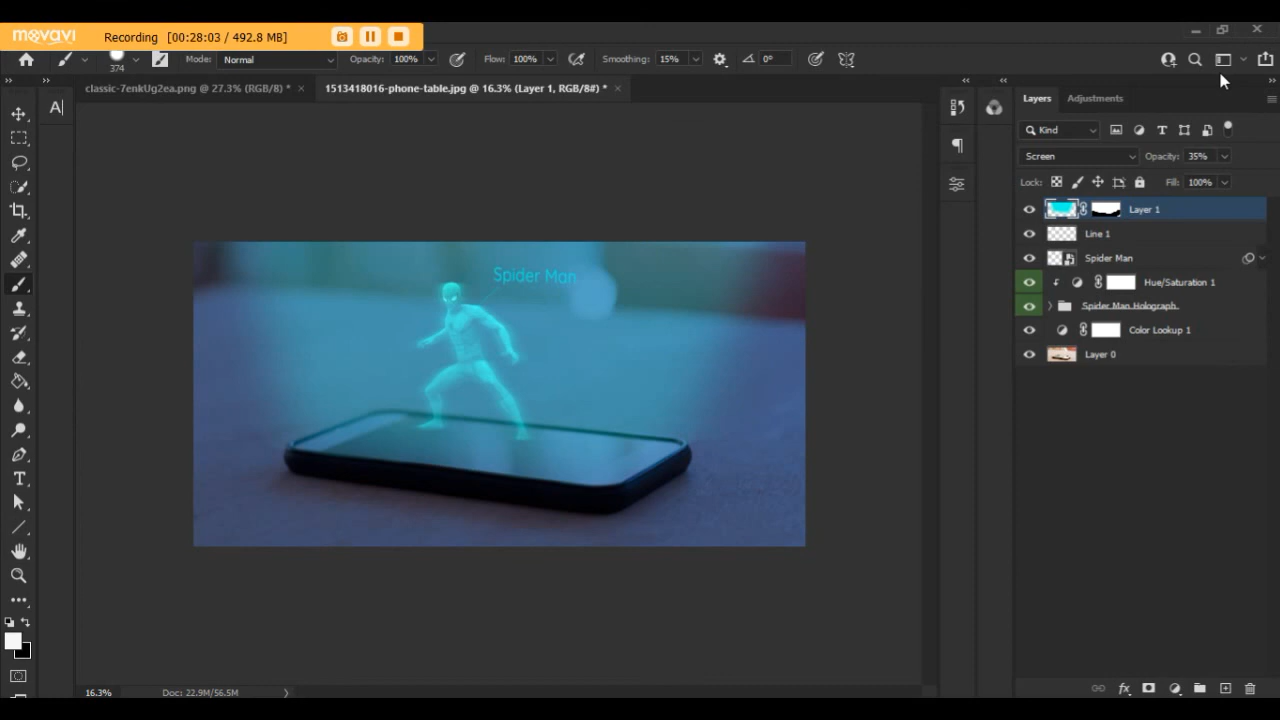 movavi Recording [00:28:03 / 492.8 MB]
374 Mode: Normal Opacity: 100% Flow: 100% Smoothing: 15% 0°
classic-7enkUg2ea.png @ 27.3% (RGB/8) * × 1513418016-phone-table.jpg @ 16.3% (Layer 1, RGB/8#) * ×
A
Layers Adjustments
Kind
Screen Opacity: 35%
Lock: Fill: 100%
Layer 1
Line 1
Spider Man
Hue/Saturation 1
Spider Man Holograph
Color Lookup 1
Layer 0
Spider Man
16.3% Doc: 22.9M/56.5M